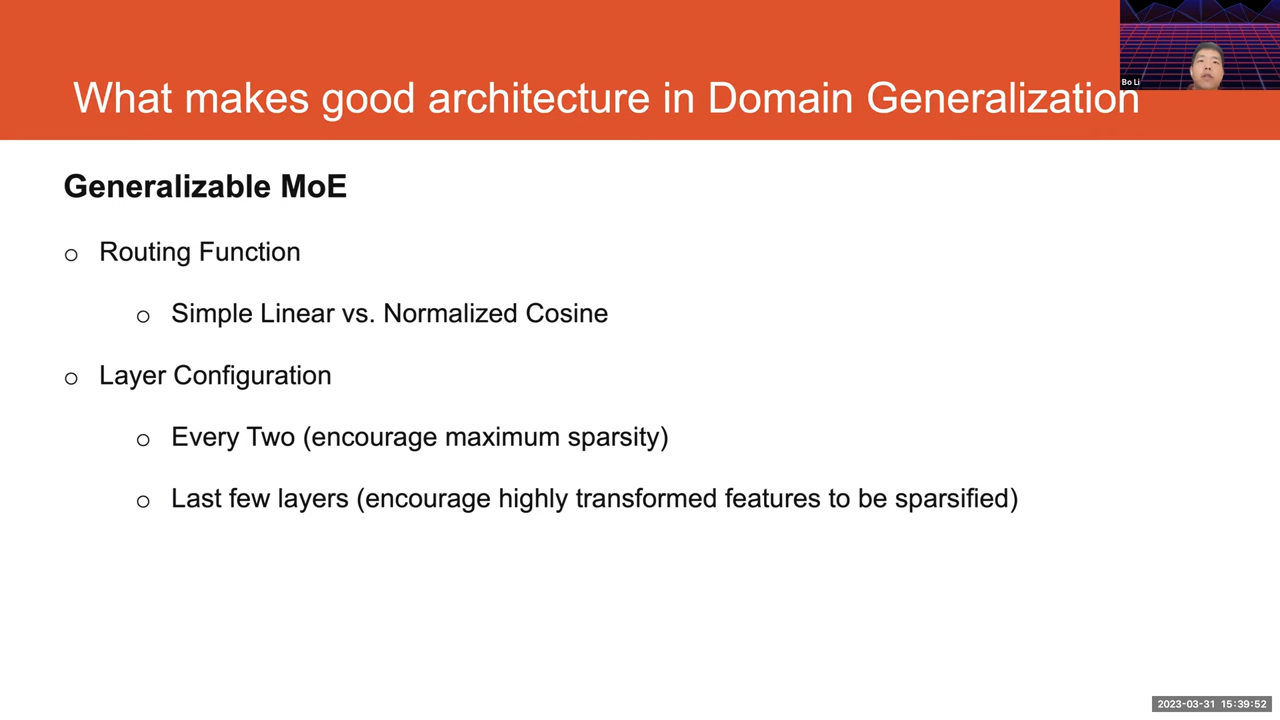 Bo Li
What makes good architecture in Domain Generalization
Generalizable MoE
o Routing Function
o Simple Linear vs. Normalized Cosine
o Layer Configuration
o Every Two (encourage maximum sparsity)
o Last few layers (encourage highly transformed features to be sparsified)
2023-03-31 15:39:52